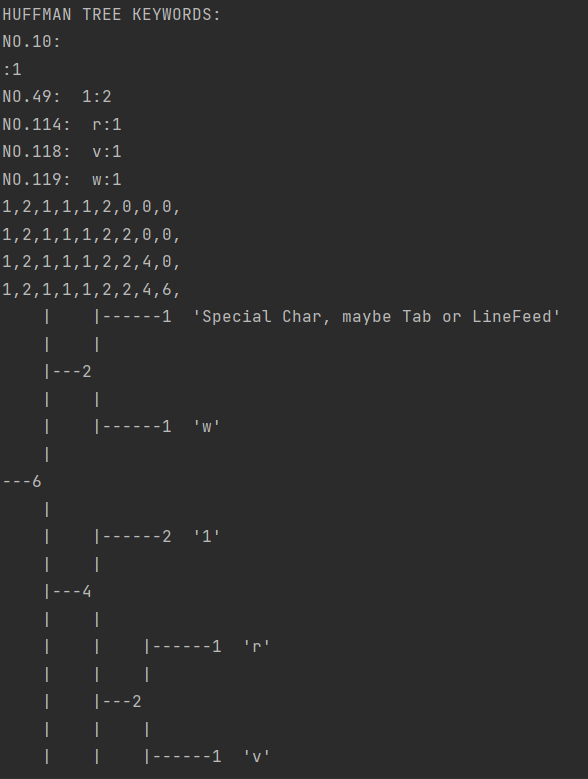 HUFFMAN TREE KEYWORDS:
NO.10:
:1
NO.49:  1:2
NO.114:  r:1
NO.118:  v:1
NO.119:  w:1
1,2,1,1,1,2,0,0,0,
1,2,1,1,1,2,2,0,0,
1,2,1,1,1,2,2,4,0,
1,2,1,1,1,2,2,4,6,
    |    |------1  'Special Char, maybe Tab or LineFeed'
    |    |
    |---2
    |    |
    |    |------1  'w'
    |
---6
    |
    |    |------2  '1'
    |    |
    |---4
    |    |
    |    |    |------1  'r'
    |    |    |
    |    |---2
    |    |    |
    |    |    |------1  'v'